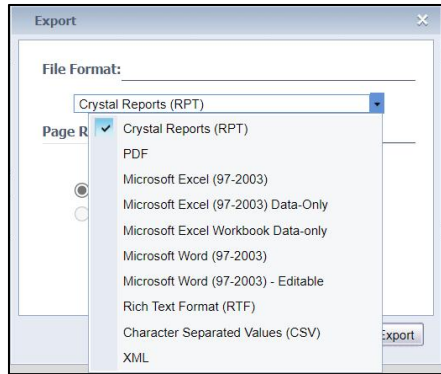 Export
File Format:
Crystal Reports (RPT)
Page R
Crystal Reports (RPT)
PDF
Microsoft Excel (97-2003)
Microsoft Excel (97-2003) Data-Only
Microsoft Excel Workbook Data-only
Microsoft Word (97-2003)
Microsoft Word (97-2003) - Editable
Rich Text Format (RTF)
Character Separated Values (CSV)
Export
XML